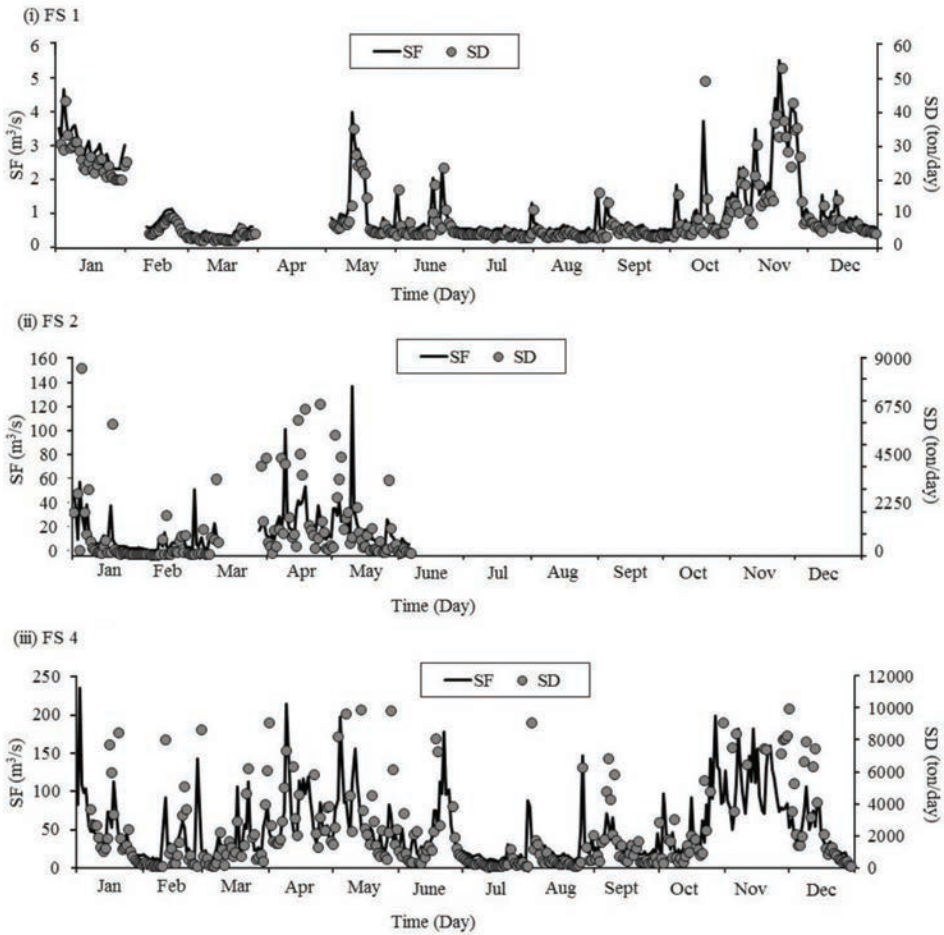 (i) FS 1
SF SD
6 60
5 50
4 40
3 30
2 20
1 10
0 0
SF (m³/s)
SD (ton/day)
Jan Feb Mar Apr May June Jul Aug Sept Oct Nov Dec
Time (Day)
(ii) FS 2
SF SD
160 9000
140
120 6750
100
80 4500
60
40 2250
20
0 0
SF (m³/s)
SD (ton/day)
Jan Feb Mar Apr May June Jul Aug Sept Oct Nov Dec
Time (Day)
(iii) FS 4
SF SD
250 12000
200 10000
150 8000
100 6000
50 4000
0 2000
0
SF (m³/s)
SD (ton/day)
Jan Feb Mar Apr May June Jul Aug Sept Oct Nov Dec
Time (Day)